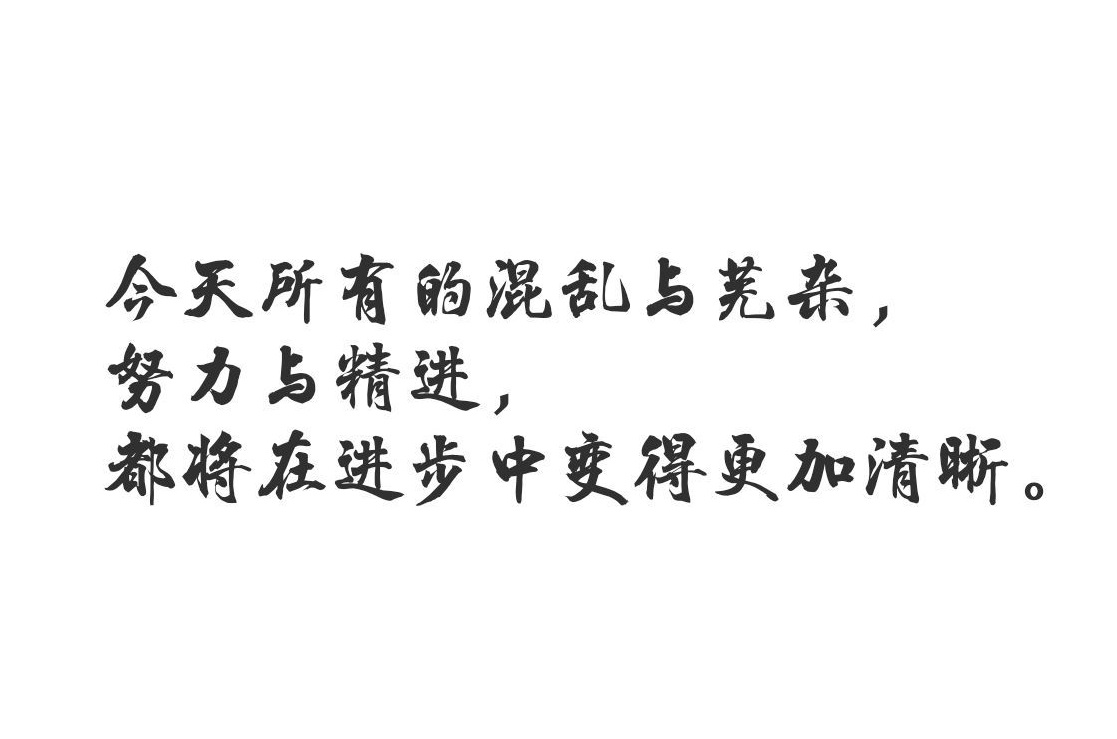 今天所有的混乱与芜杂，
努力与精进，
都将在进步中变得更加清晰。